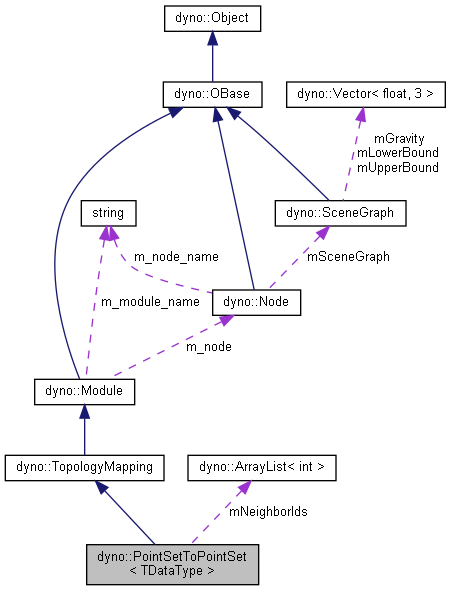 dyno::Object
dyno::OBase
dyno::Vector< float, 3 >
mGravity
mLowerBound
mUpperBound
string
dyno::SceneGraph
m_node_name
mSceneGraph
m_module_name
dyno::Node
m_node
dyno::Module
dyno::TopologyMapping
dyno::ArrayList< int >
mNeighborIds
dyno::PointSetToPointSet
< TDataType >